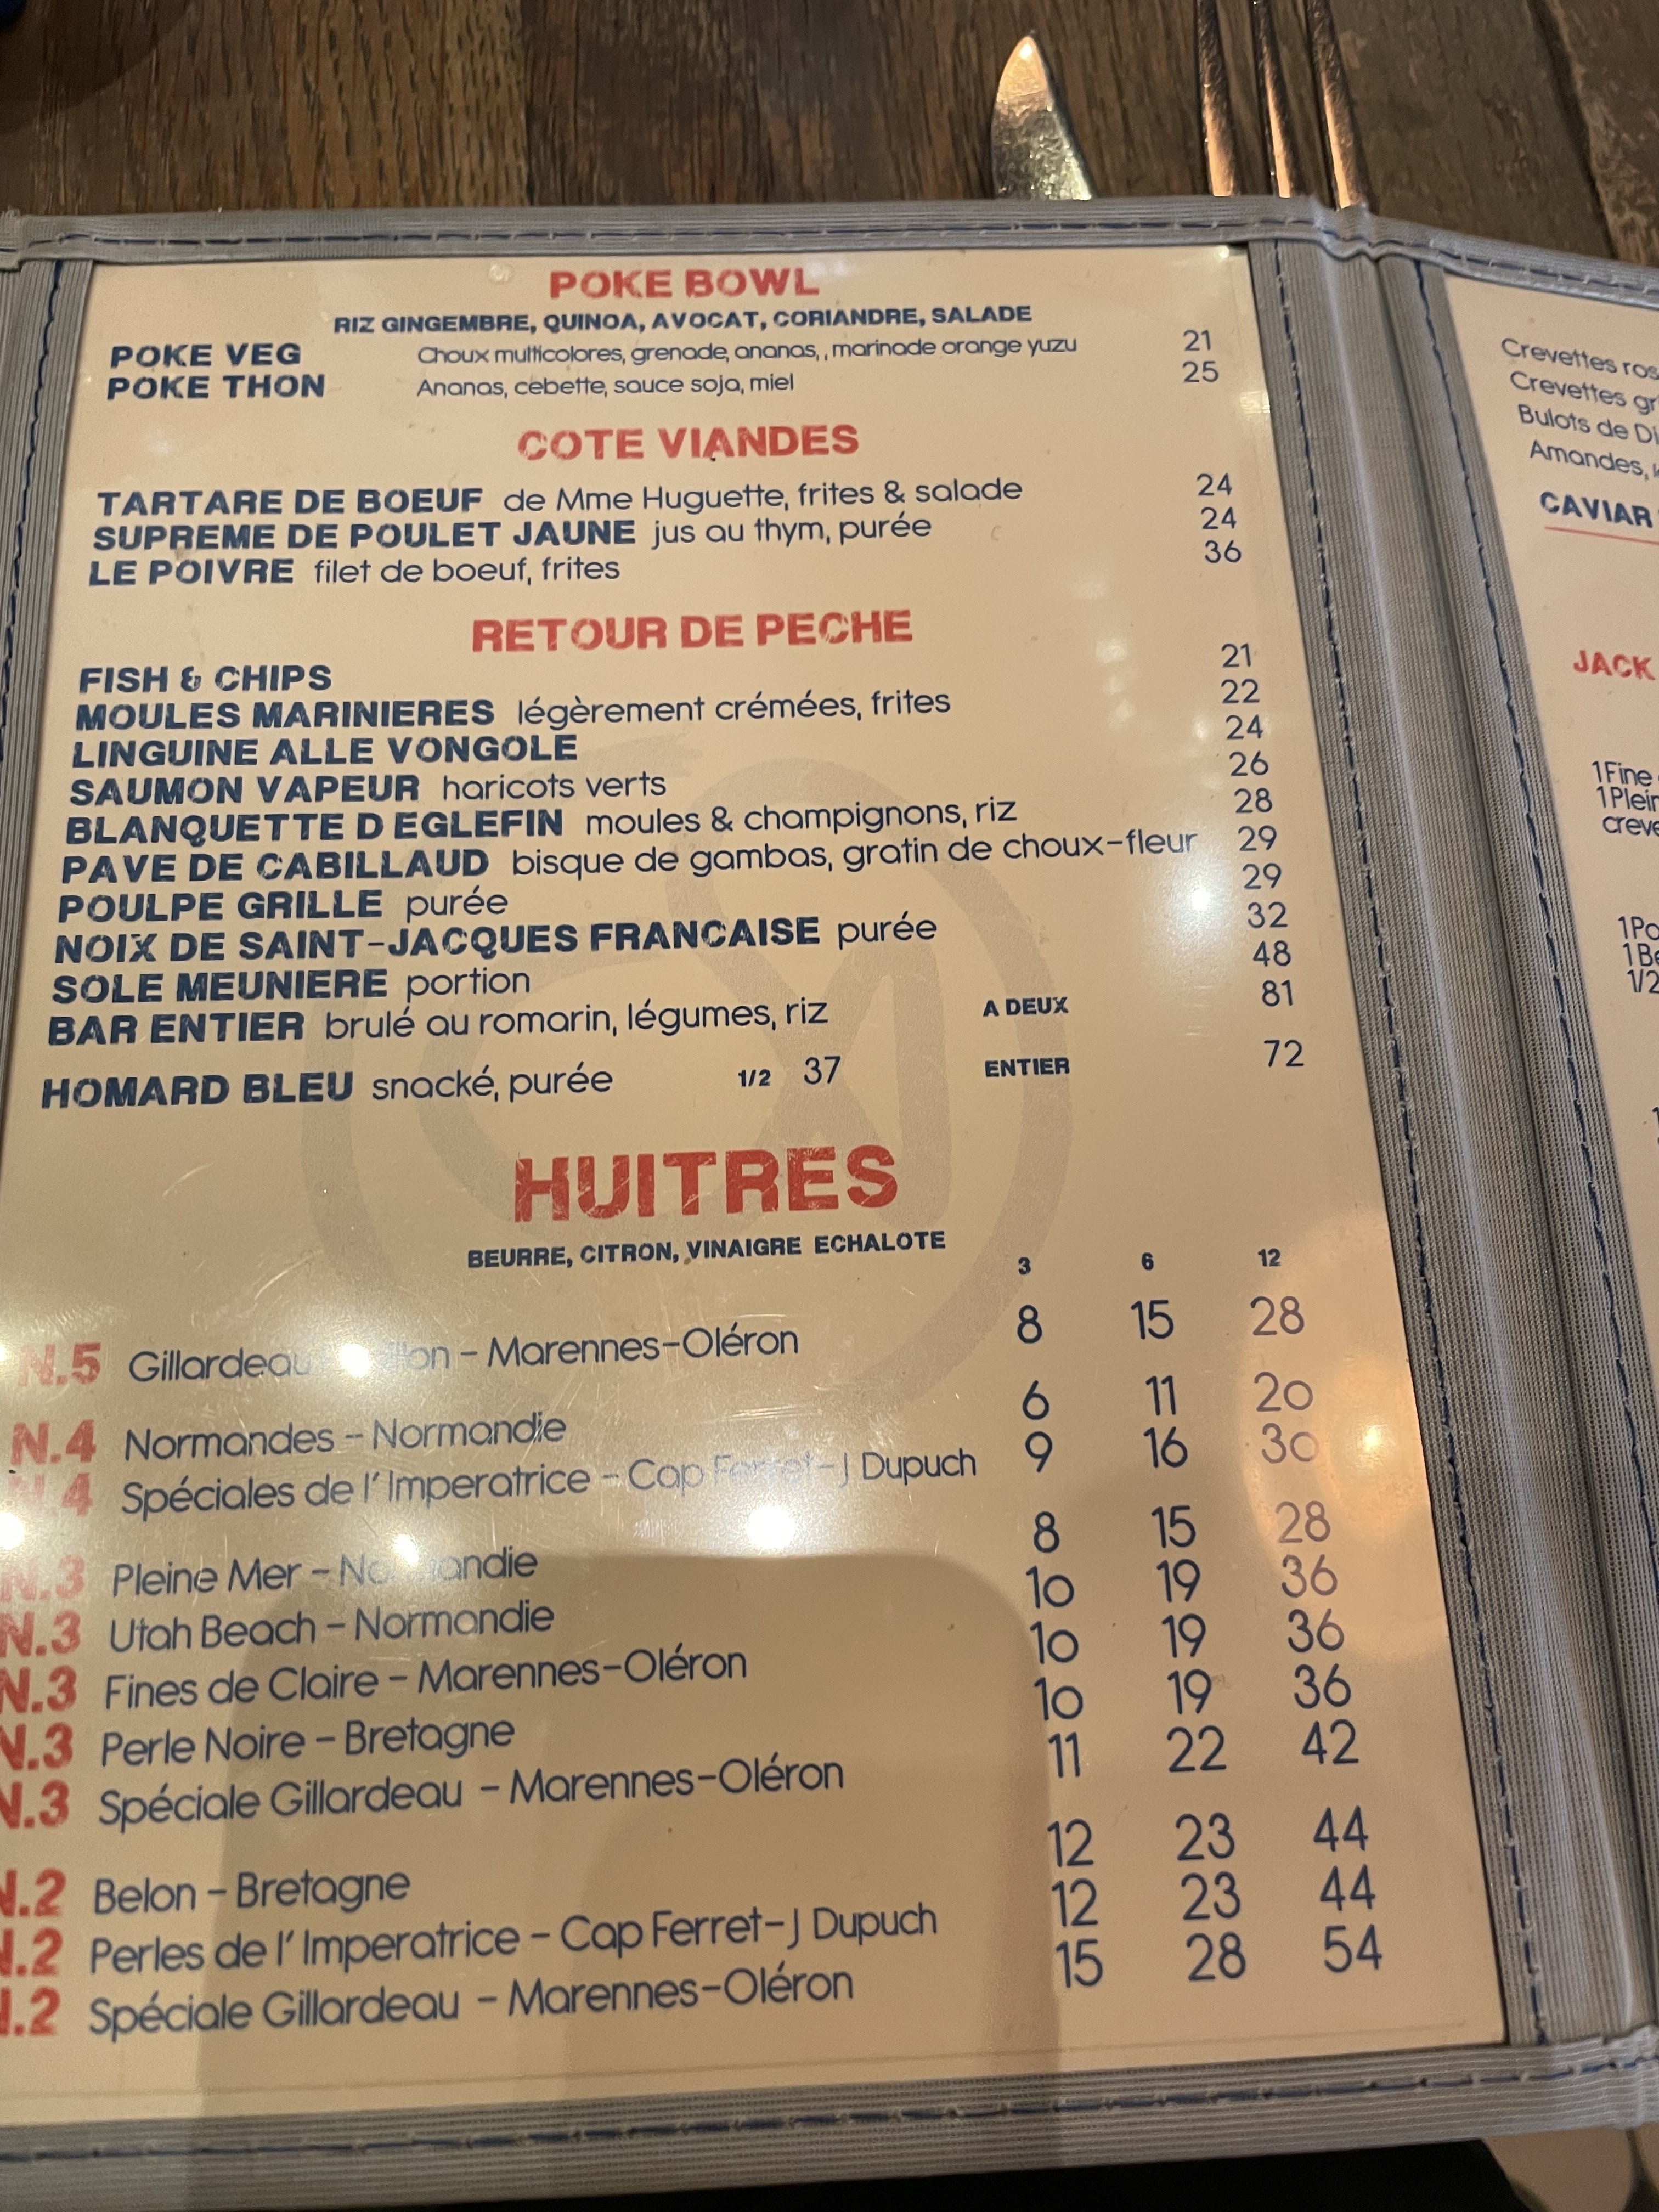 POKE BOWL
RIZ GINGEMBRE, QUINOA, AVOCAT, CORIANDRE, SALADE
POKE VEG Choux multicolores, grenade, ananas, , marinade orange yuzu 21
POKE THON Ananas, cebette, sauce soja, miel 25
COTE VIANDES
TARTARE DE BOEUF de Mme Huguette, frites & salade 24
SUPREME DE POULET JAUNE jus au thym, purée 24
LE POIVRE filet de boeuf, frites 36
RETOUR DE PECHE
FISH & CHIPS 21
MOULES MARINIERES légèrement crémées, frites 22
LINGUINE ALLE VONGOLE 24
SAUMON VAPEUR haricots verts 26
BLANQUETTE D EGLEFIN moules & champignons, riz 28
PAVE DE CABILLAUD bisque de gambas, gratin de choux-fleur 29
POULPE GRILLE purée 29
NOIX DE SAINT-JACQUES FRANCAISE purée 32
SOLE MEUNIERE portion 48
BAR ENTIER brulé au romarin, légumes, riz A DEUX 81
HOMARD BLEU snacké, purée 1/2 37 ENTIER 72
HUITRES
BEURRE, CITRON, VINAIGRE ECHALOTE
3 6 12
N.5 Gillardeau - Marennes-Oléron 8 15 28
N.4 Normandes - Normandie 6 11 20
N.4 Spéciales de l' Imperatrice - Cap Ferret - J Dupuch 9 16 30
N.3 Pleine Mer - Normandie 8 15 28
N.3 Utah Beach - Normandie 10 19 36
N.3 Fines de Claire - Marennes-Oléron 10 19 36
N.3 Perle Noire - Bretagne 10 19 36
N.3 Spéciale Gillardeau - Marennes-Oléron 11 22 42
N.2 Belon - Bretagne 12 23 44
N.2 Perles de l' Imperatrice - Cap Ferret - J Dupuch 12 23 44
N.2 Spéciale Gillardeau - Marennes-Oléron 15 28 54
Crevettes
Crevettes
Bulots de
Amandes,
CAVIAR
JACK
1Fine